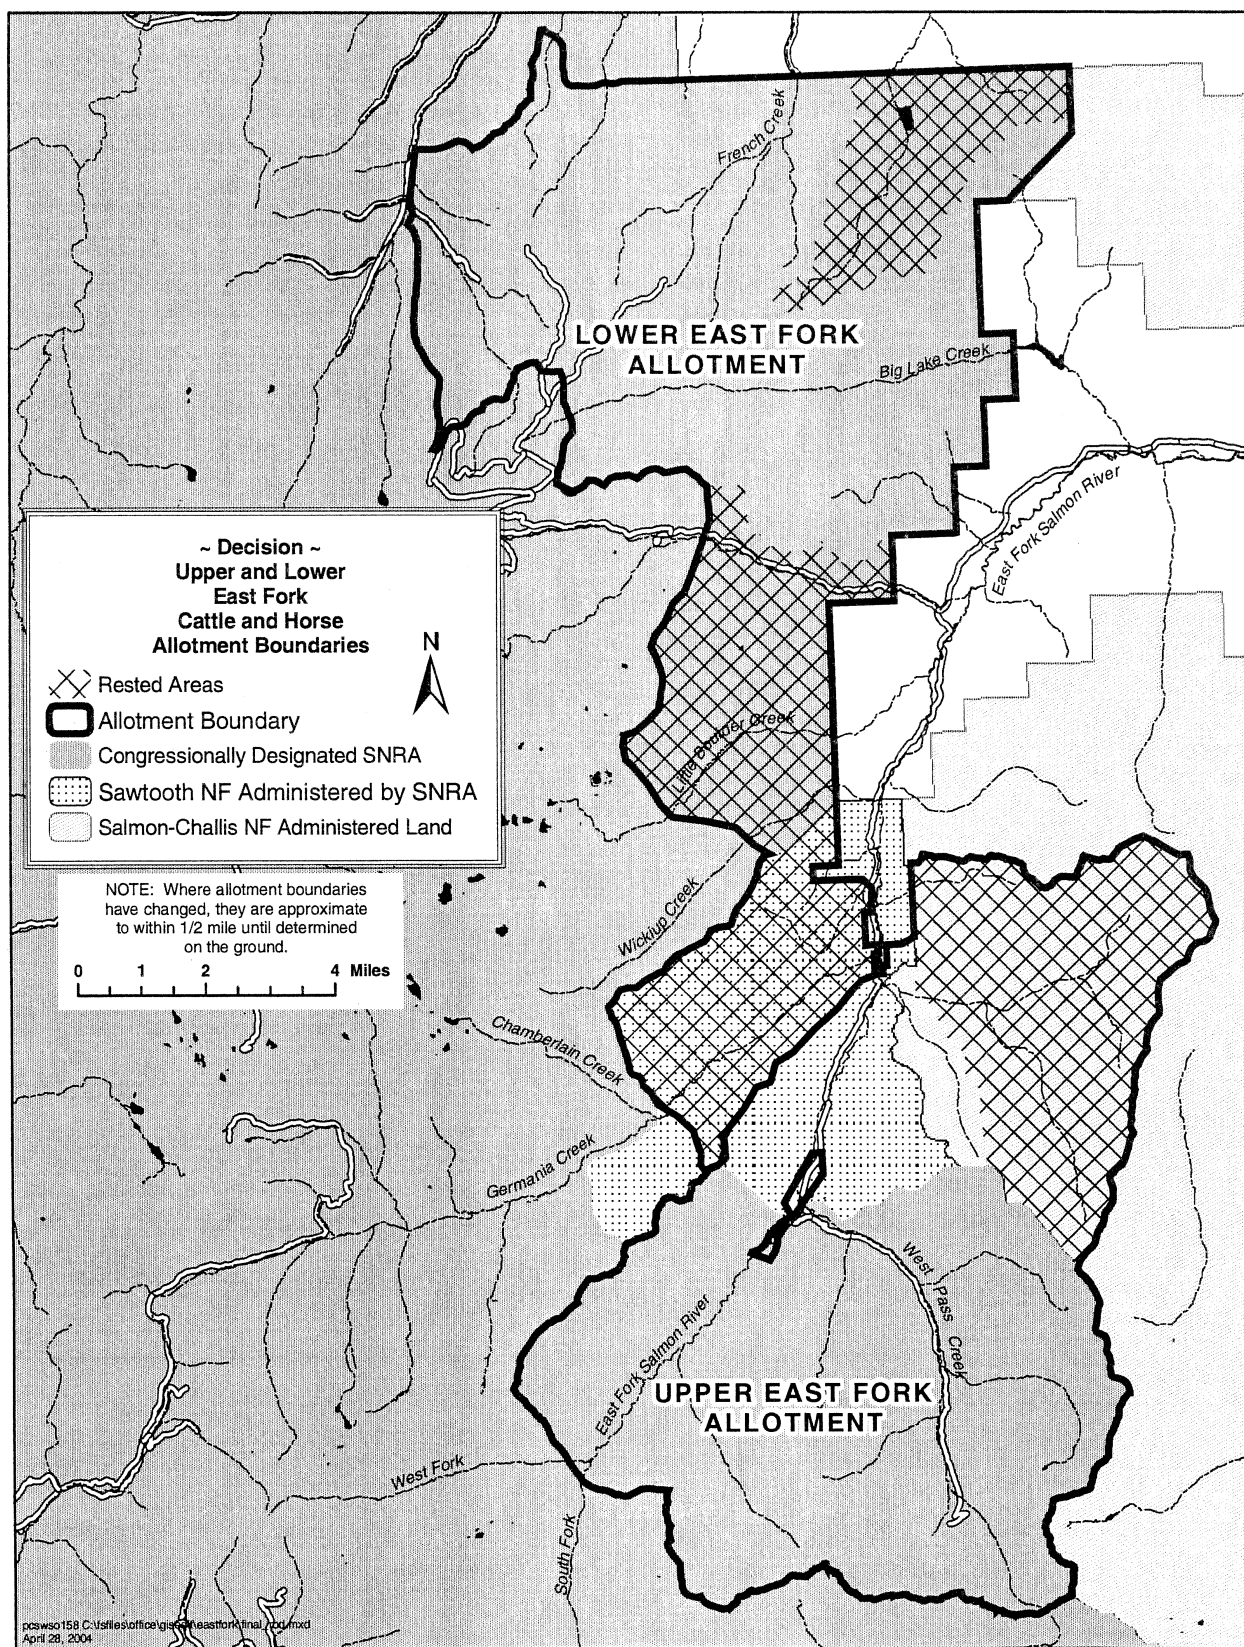 French Creek
LOWER EAST FORK
ALLOTMENT
Big Lake Creek
East Fork Salmon River
~ Decision ~
Upper and Lower
East Fork
Cattle and Horse
Allotment Boundaries
N
Rested Areas
Allotment Boundary
Congressionally Designated SNRA
Sawtooth NF Administered by SNRA
Salmon-Challis NF Administered Land
NOTE: Where allotment boundaries
have changed, they are approximate
to within 1/2 mile until determined
on the ground.
0 1 2 4 Miles
Little Boulder Creek
Wickiup Creek
Chamberlain Creek
Germania Creek
West Pass Creek
East Fork Salmon River
UPPER EAST FORK
ALLOTMENT
West Fork
South Fork
April 28, 2004